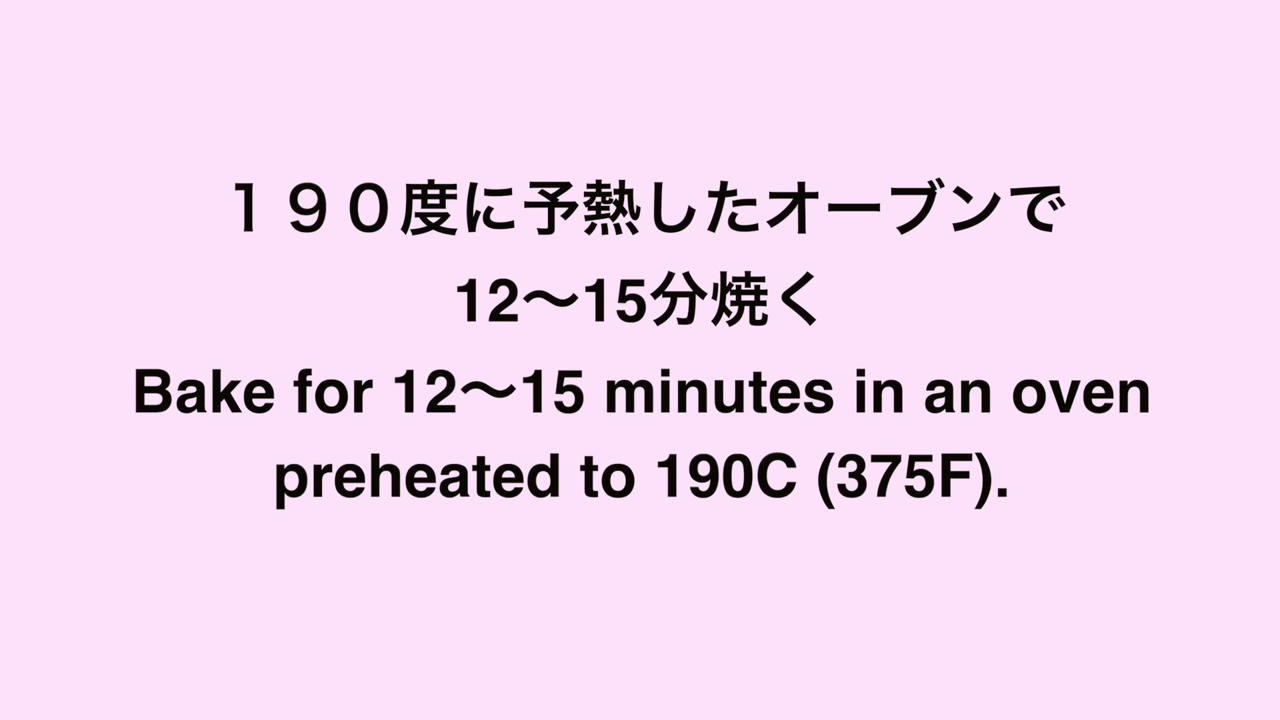 １９０度に予熱したオーブンで
12〜15分焼く
Bake for 12〜15 minutes in an oven
preheated to 190C (375F).